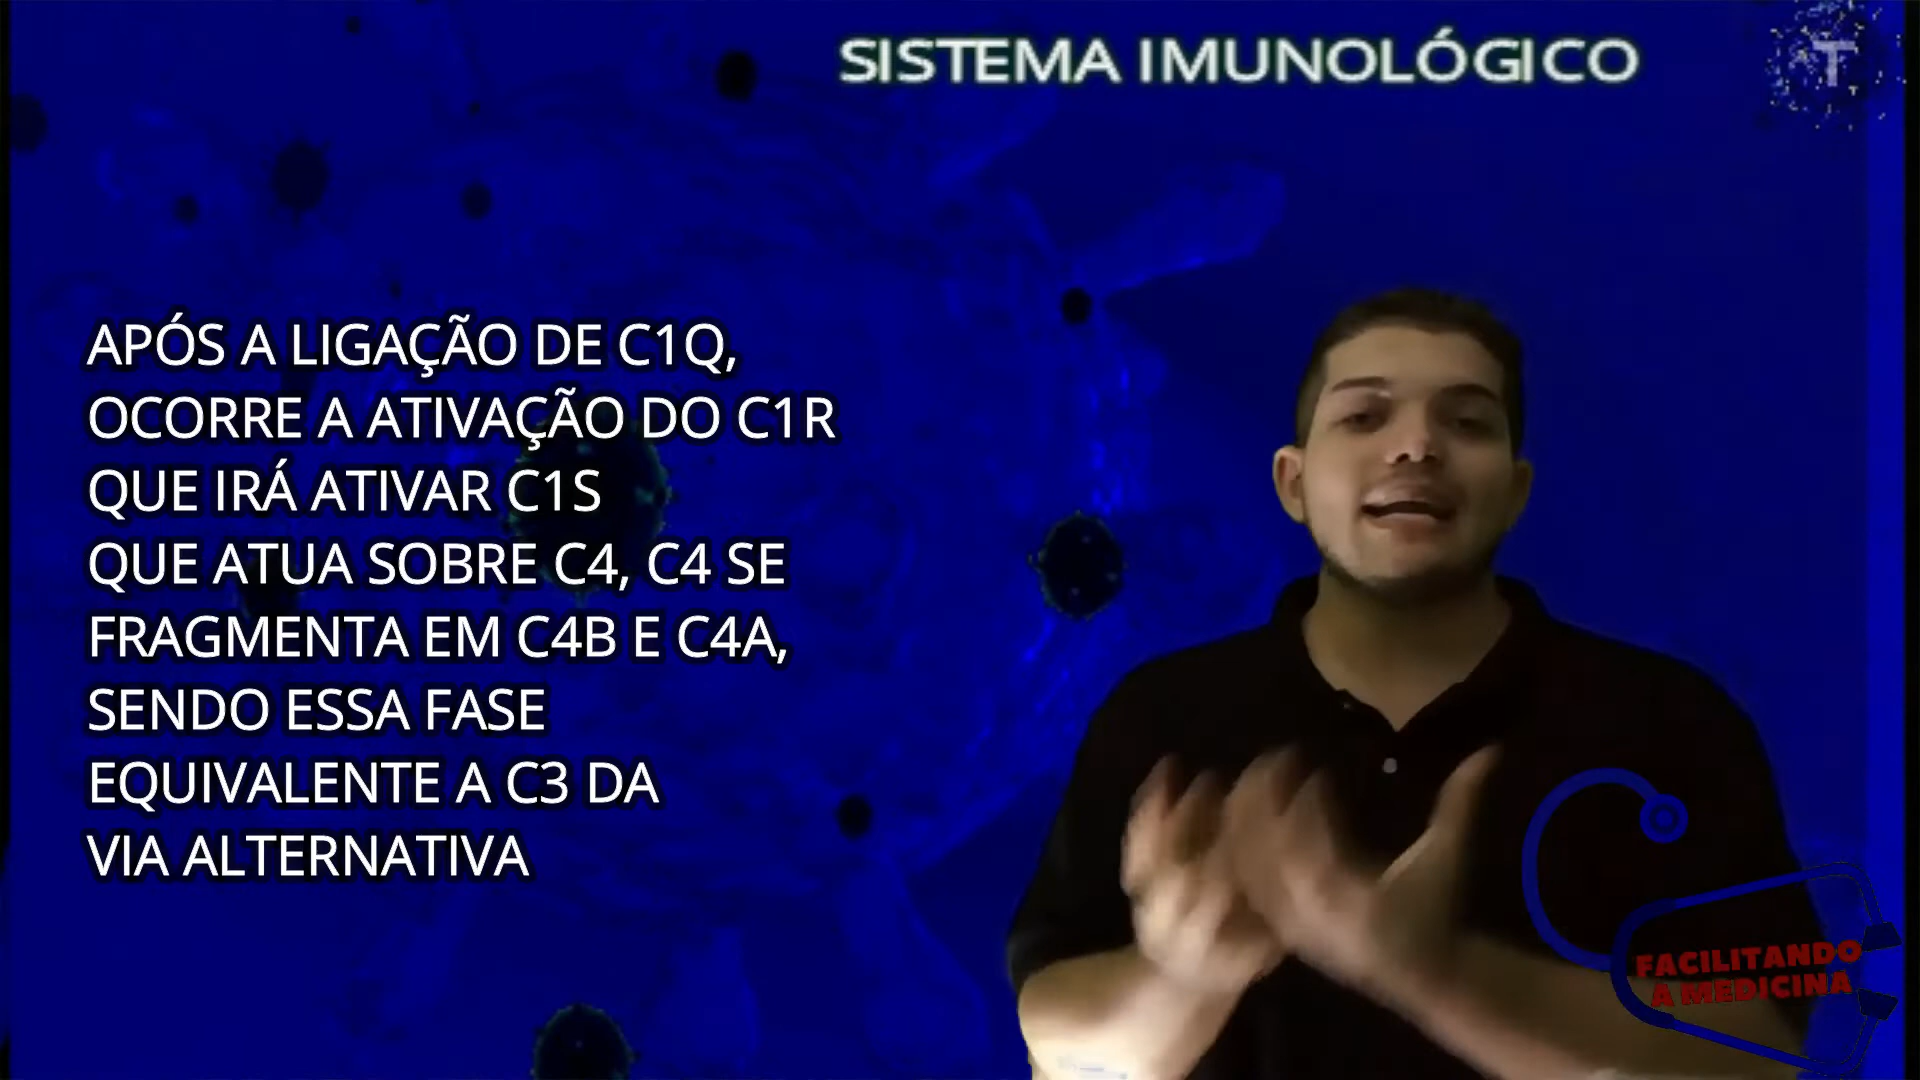 SISTEMA IMUNOLÓGICO
T
APÓS A LIGAÇÃO DE C1Q,
OCORRE A ATIVAÇÃO DO C1R
QUE IRÁ ATIVAR C1S
QUE ATUA SOBRE C4, C4 SE
FRAGMENTA EM C4B E C4A,
SENDO ESSA FASE
EQUIVALENTE A C3 DA
VIA ALTERNATIVA
FACILITANDO
A MEDICINA